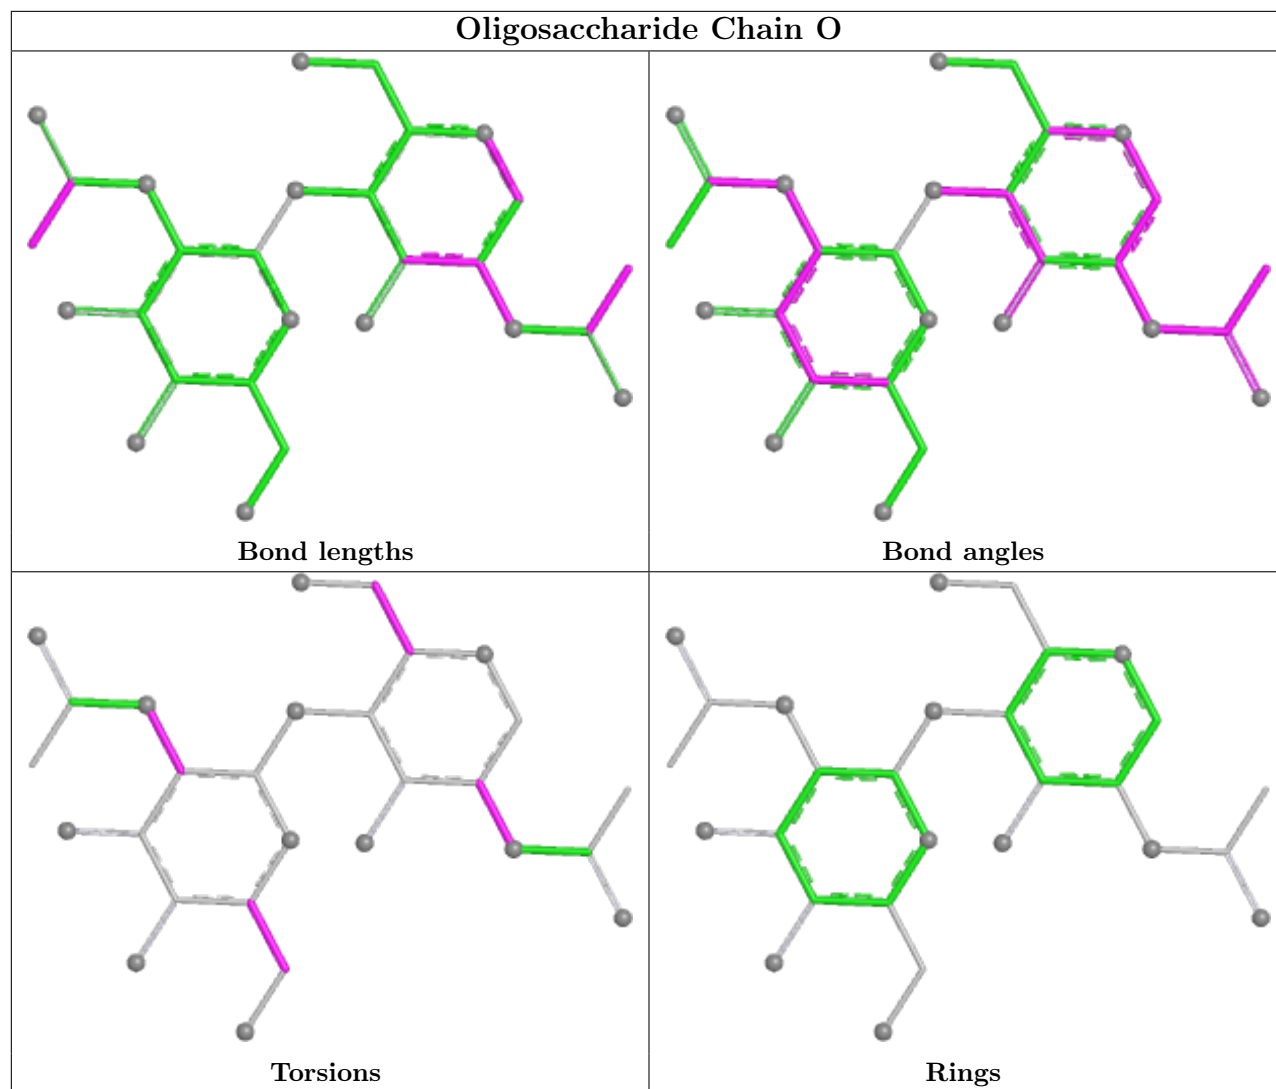 Oligosaccharide Chain O
Bond lengths
Bond angles
Torsions
Rings